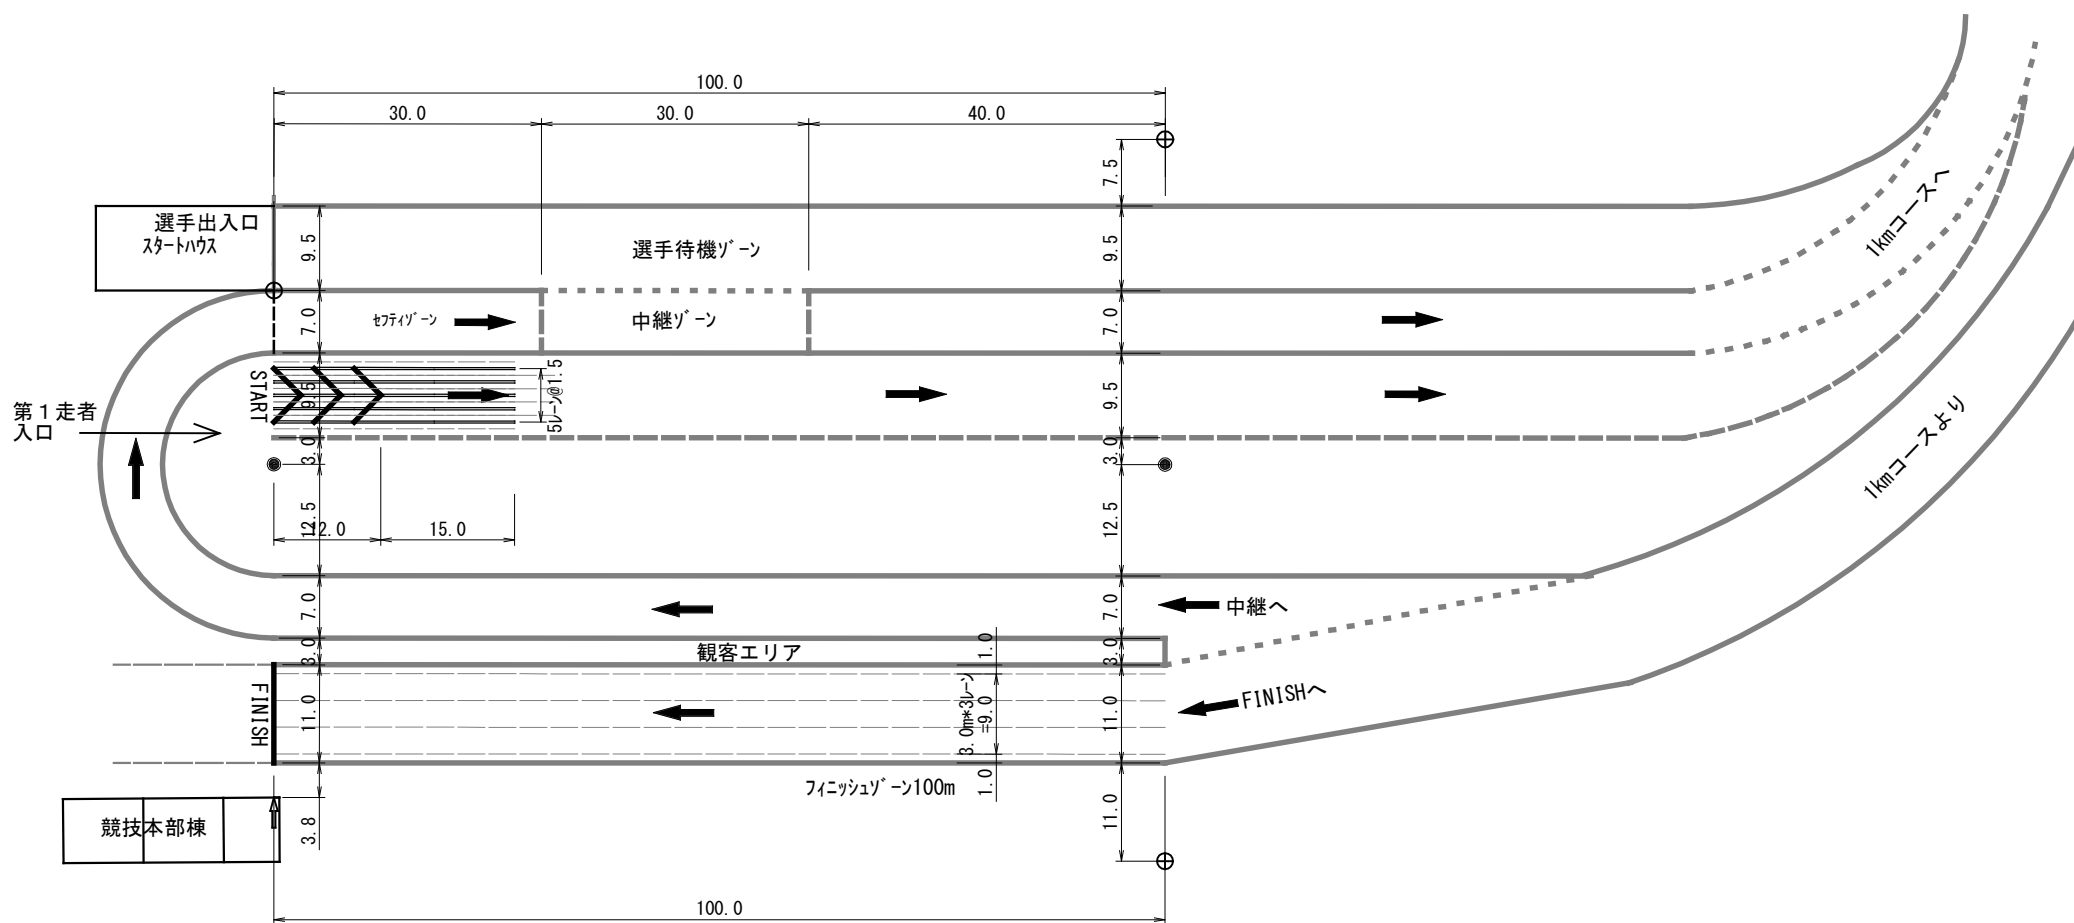 100.0
30.0
30.0
40.0
7.5
選手出入口
スタートハウス
9.5
選手待機ゾーン
9.5
1kmコースへ
7.0
セフティゾーン
中継ゾーン
7.0
START
9.5
5レーン@1.5
9.5
第1走者
入口
3.0
3.0
1kmコースより
12.5
12.0
15.0
12.5
7.0
7.0
中継へ
3.0
観客エリア
1.0
3.0
FINISH
11.0
3.0m*3レーン
=9.0
11.0
FINISHへ
フィニッシュゾーン100m
1.0
競技本部棟
3.8
11.0
100.0